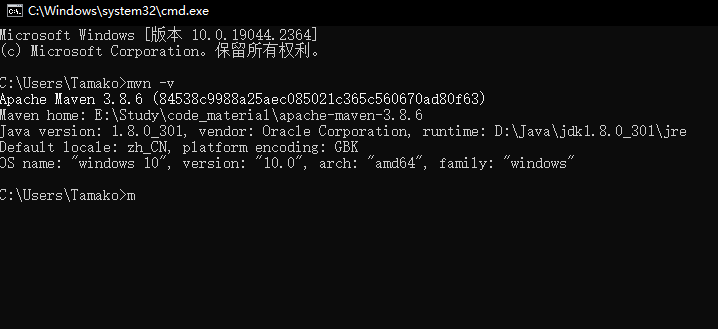 C:\Windows\system32\cmd.exe
Microsoft Windows [版本 10.0.19044.2364]
(c) Microsoft Corporation。保留所有权利。
C:\Users\Tamako>mvn -v
Apache Maven 3.8.6 (84538c9988a25aec085021c365c560670ad80f63)
Maven home: E:\Study\code_material\apache-maven-3.8.6
Java version: 1.8.0_301, vendor: Oracle Corporation, runtime: D:\Java\jdk1.8.0_301\jre
Default locale: zh_CN, platform encoding: GBK
OS name: "windows 10", version: "10.0", arch: "amd64", family: "windows"
C:\Users\Tamako>m